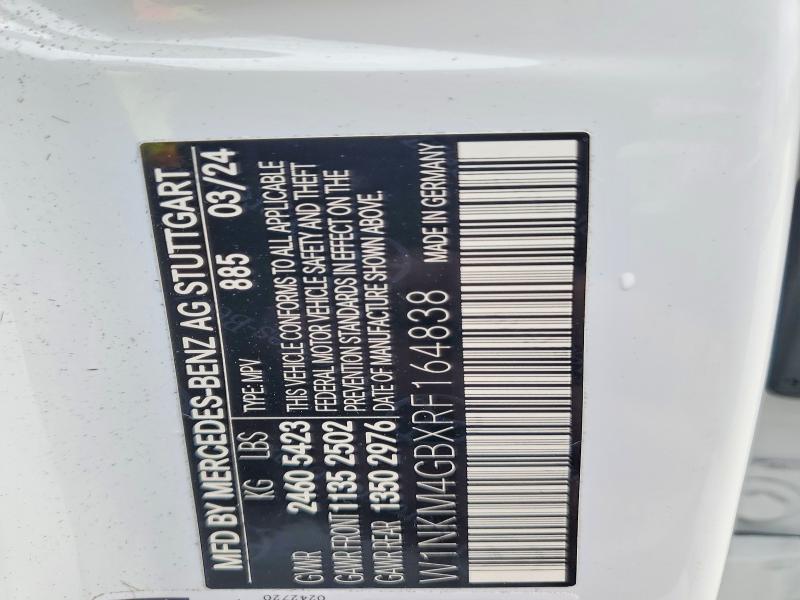 MFD BY MERCEDES-BENZ AG STUTTGART
KG LBS 885 03/24
TYPE: MPV
GVWR 2460 5423
GAWR FRONT 1135 2502
GAWR REAR 1350 2976
THIS VEHICLE CONFORMS TO ALL APPLICABLE
FEDERAL MOTOR VEHICLE SAFETY AND THEFT
PREVENTION STANDARDS IN EFFECT ON THE
DATE OF MANUFACTURE SHOWN ABOVE.
W1NKM4GBXRF164838 MADE IN GERMANY